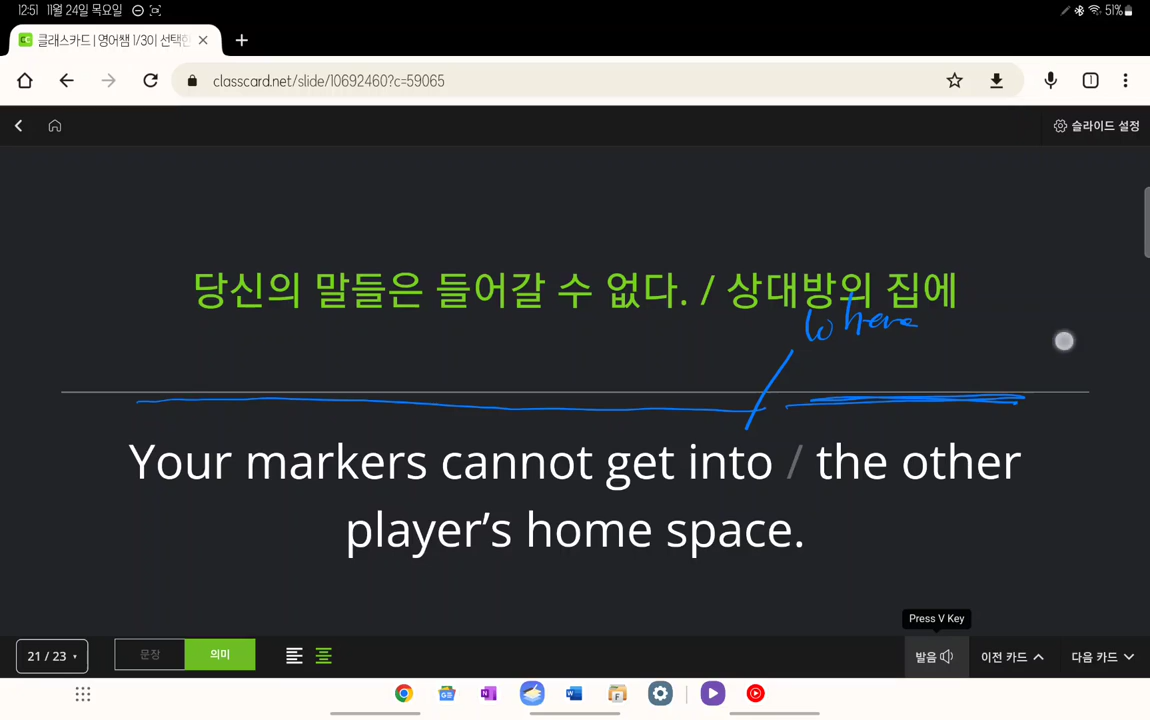 12:51 11월 24일 목요일
51%
클래스카드 | 영어쌤 1/3이 선택한
classcard.net/slide/10692460?c=59065
1
슬라이드 설정
당신의 말들은 들어갈 수 없다. / 상대방의 집에
where
Your markers cannot get into / the other
player’s home space.
Press V Key
21 / 23
문장
의미
발음
이전 카드
다음 카드